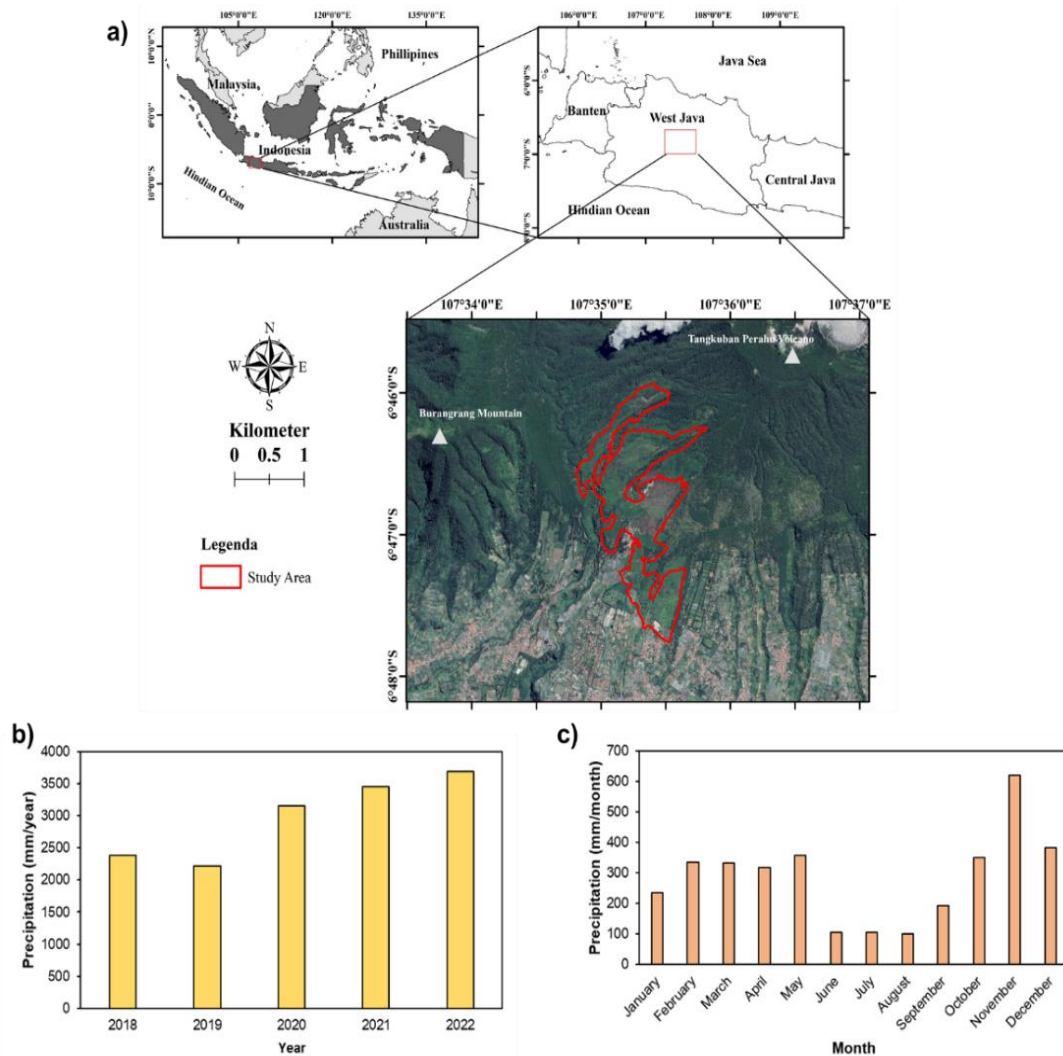 a)
105°0'0"E 120°0'0"E 135°0'0"E
10°0'0"N
10°0'0"S
Phillipines
Malaysia
Indonesia
Hindian Ocean
Australia
106°0'0"E 107°0'0"E 108°0'0"E 109°0'0"E
6°0'0"S
7°0'0"S
Java Sea
Banten
West Java
Central Java
Hindian Ocean
107°34'0"E 107°35'0"E 107°36'0"E 107°37'0"E
6°46'0"S
6°47'0"S
6°48'0"S
Tangkuban Perahu Volcano
Burangrang Mountain
N
W E
S
Kilometer
0 0.5 1
Legenda
Study Area
b)
Precipitation (mm/year)
4000
3500
3000
2500
2000
1500
1000
500
0
2018 2019 2020 2021 2022
Year
c)
Precipitation (mm/month)
700
600
500
400
300
200
100
0
January February March April May June July August September October November December
Month